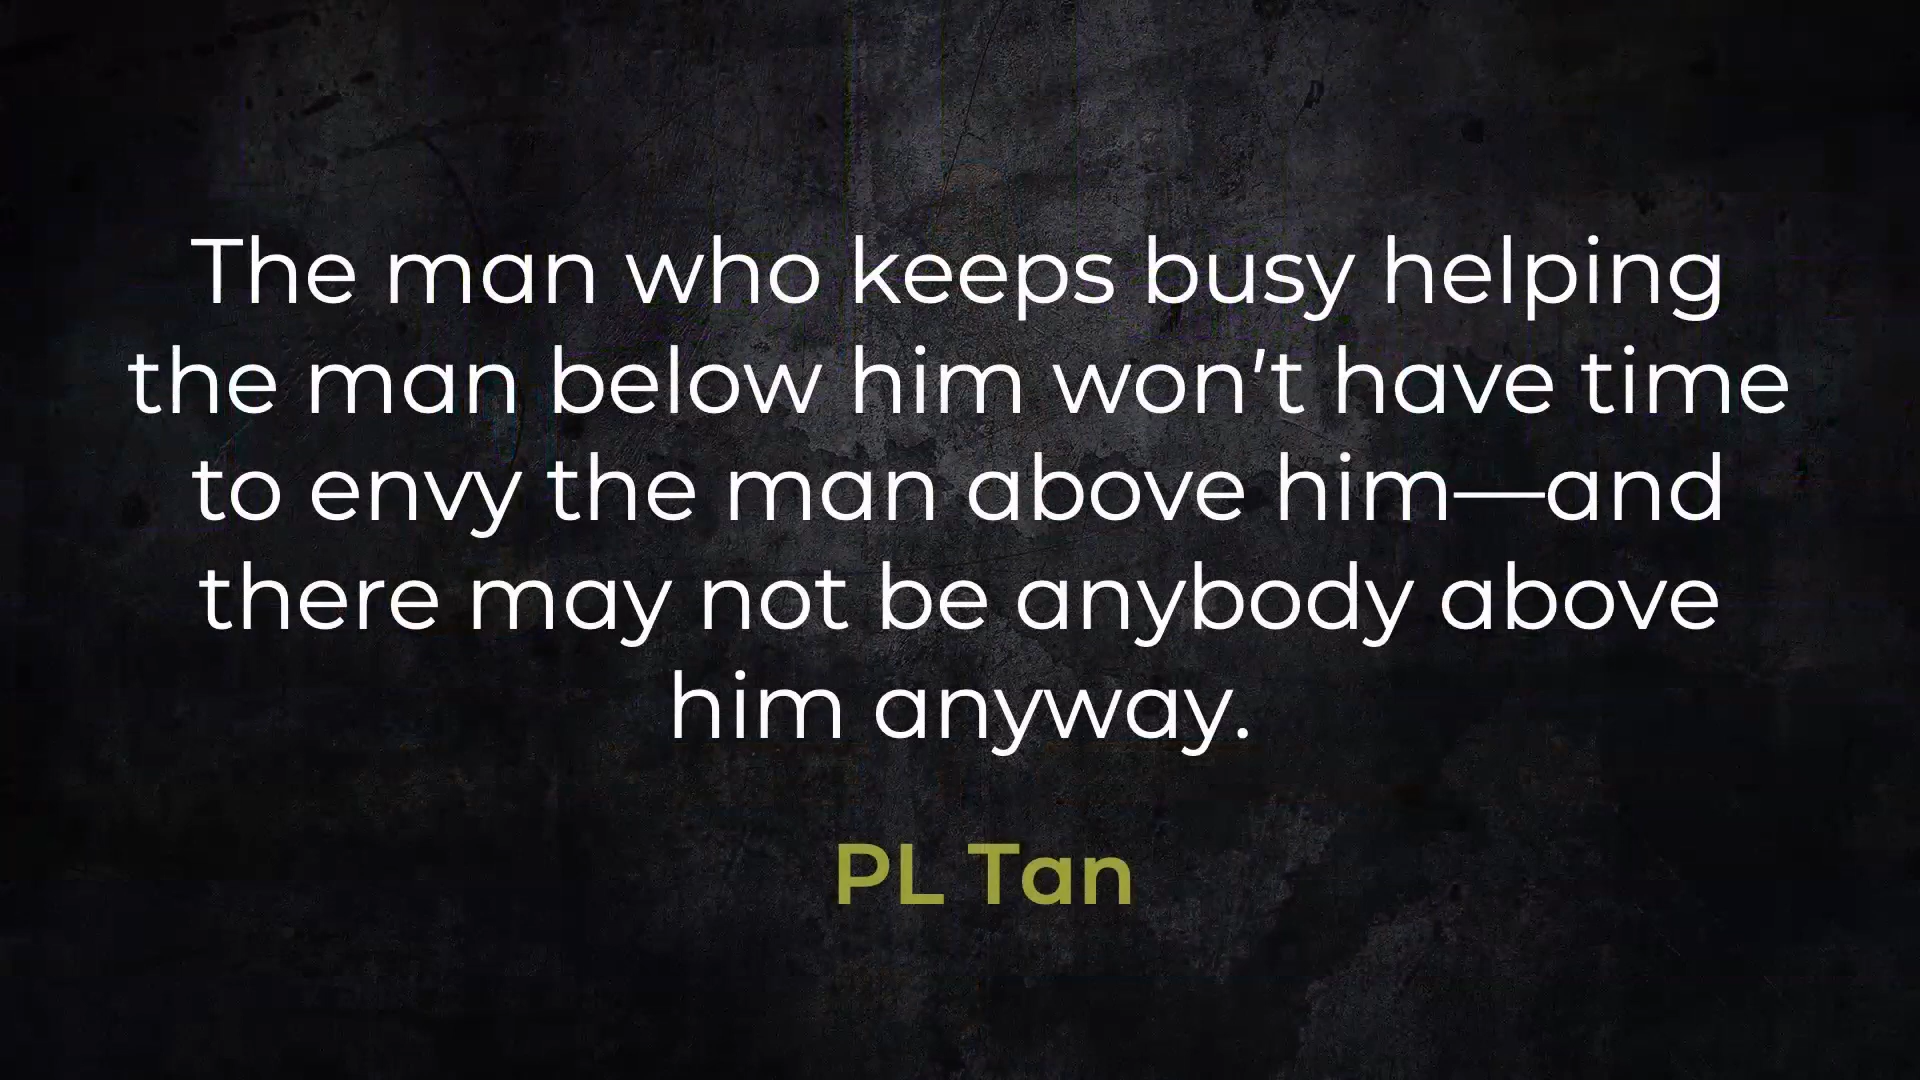 The man who keeps busy helping
the man below him won’t have time
to envy the man above him—and
there may not be anybody above
him anyway.
PL Tan